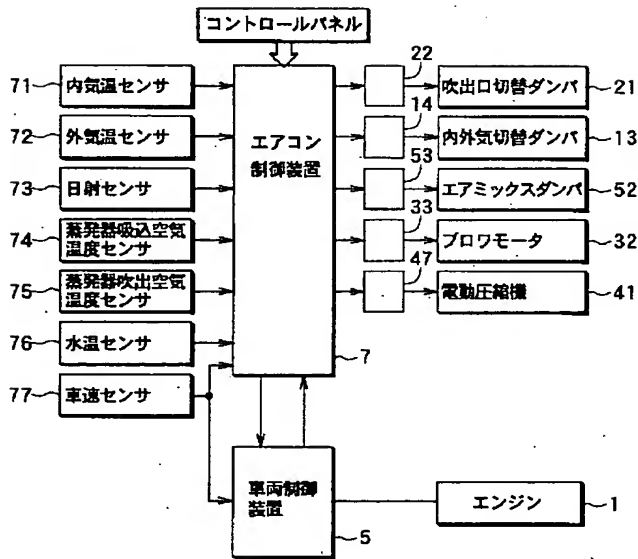 コントロールパネル
71
内気温センサ
72
外気温センサ
73
日射センサ
74
蒸発器吸込空気
温度センサ
75
蒸発器吹出空気
温度センサ
76
水温センサ
77
車速センサ
エアコン
制御装置
7
22
吹出口切替ダンパ
21
14
内外気切替ダンパ
13
53
エアミックスダンパ
52
33
ブロワモータ
32
47
電動圧縮機
41
車両制御
装置
5
エンジン
1